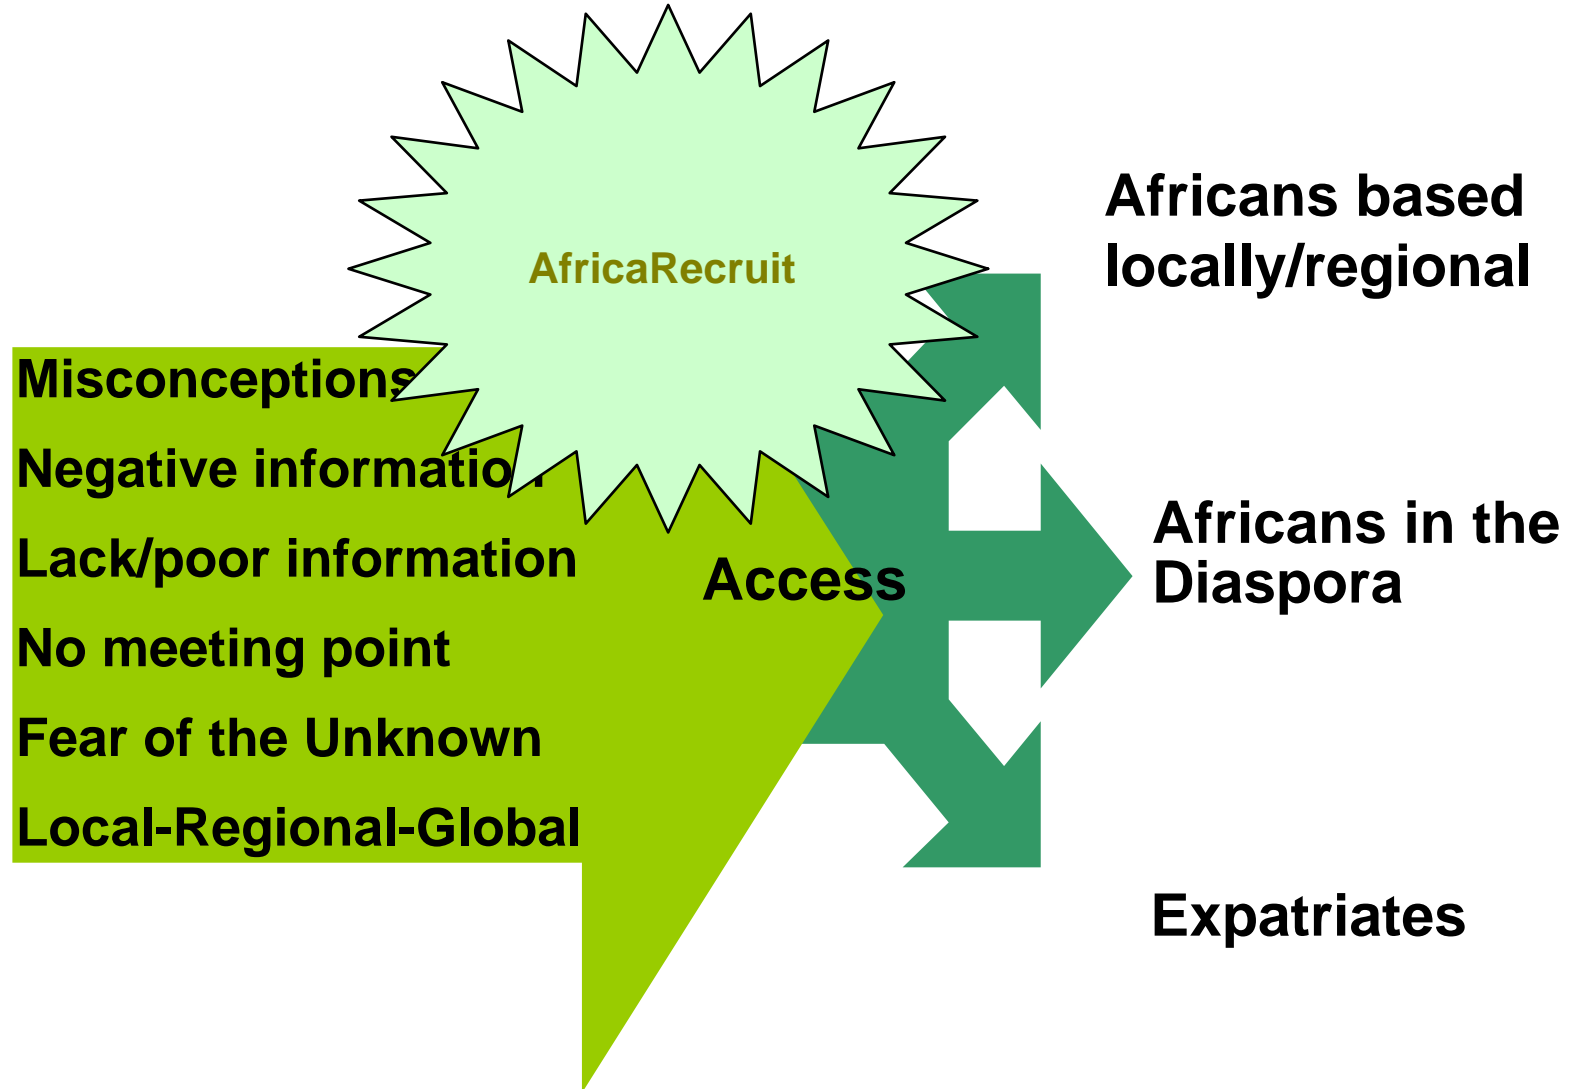 AfricaRecruit
Misconceptions
Negative information
Lack/poor information
No meeting point
Fear of the Unknown
Local-Regional-Global
Access
Africans based
locally/regional
Africans in the
Diaspora
Expatriates